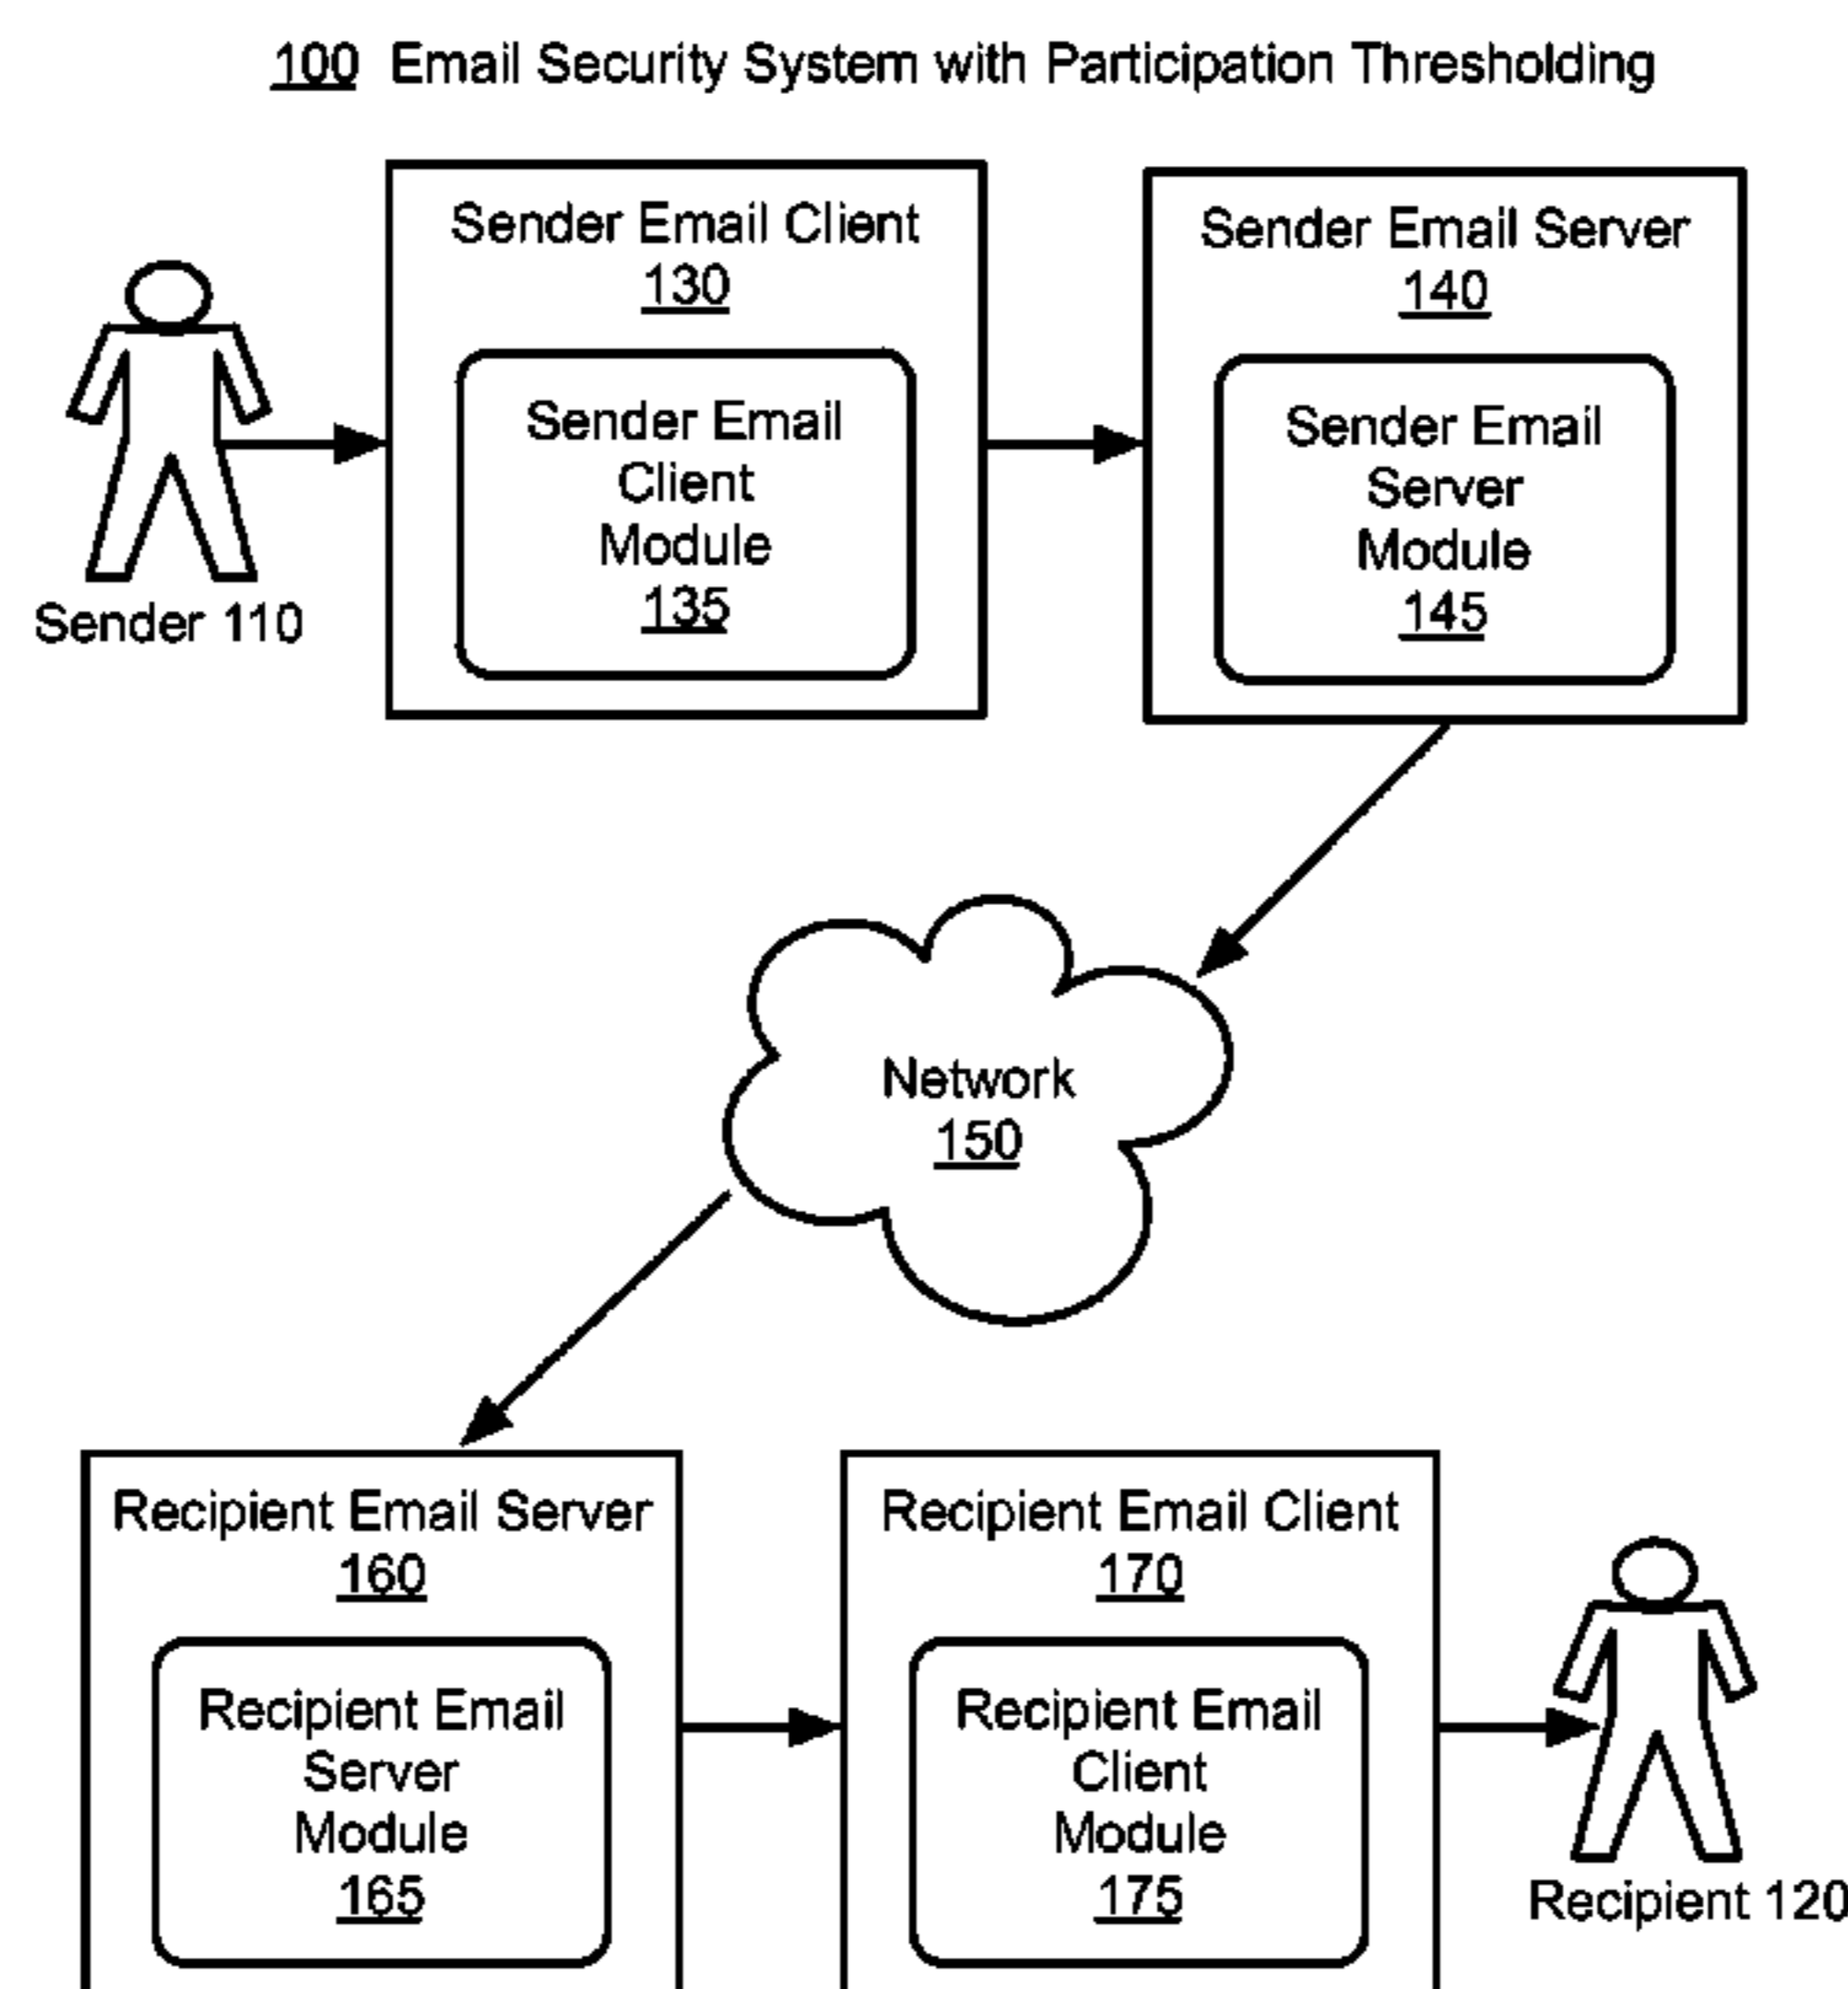 100 Email Security System with Participation Thresholding
Sender Email Client
130
Sender Email
Client
Module
135
Sender 110
Sender Email Server
140
Sender Email
Server
Module
145
Network
150
Recipient Email Server
160
Recipient Email
Server
Module
165
Recipient Email Client
170
Recipient Email
Client
Module
175
Recipient 120